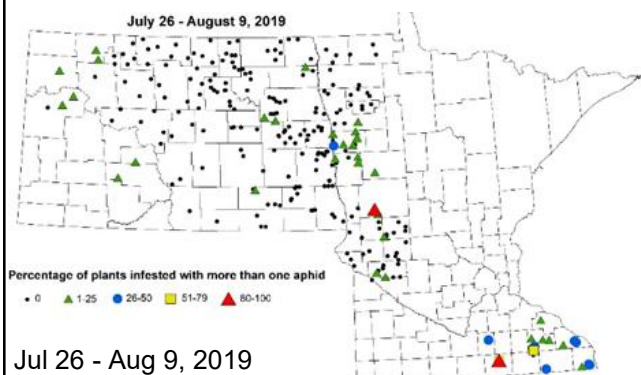 July 26 - August 9, 2019
Percentage of plants infested with more than one aphid
0 1-25 26-50 51-79 80-100
Jul 26 - Aug 9, 2019